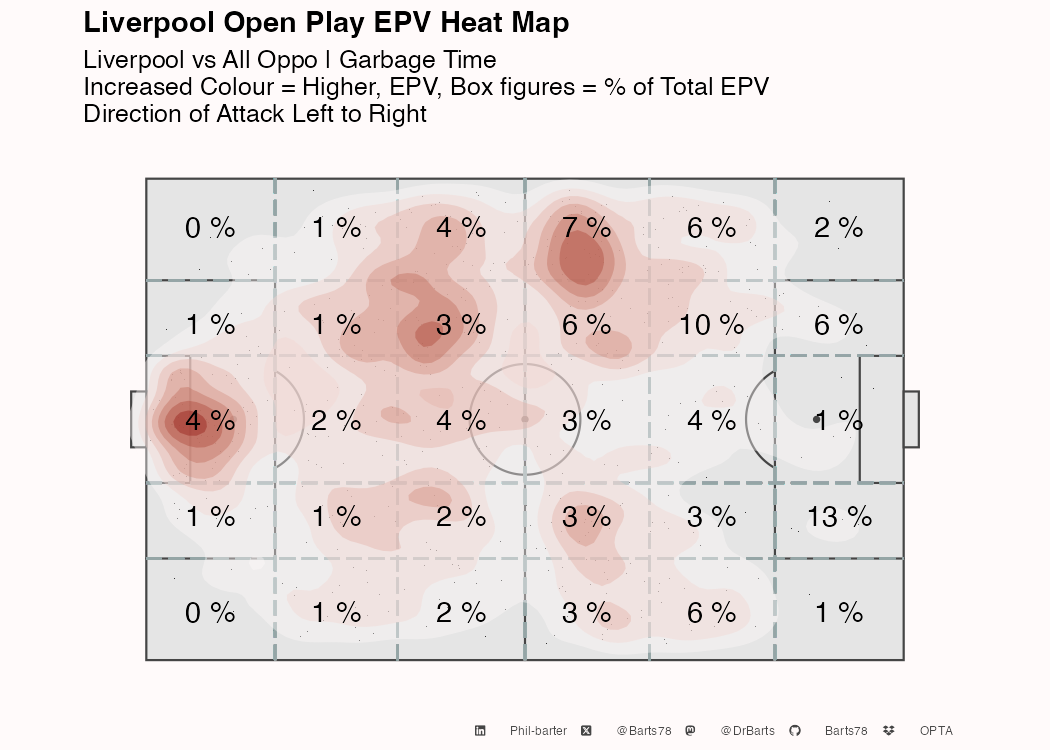 Liverpool Open Play EPV Heat Map
Liverpool vs All Oppo | Garbage Time
Increased Colour = Higher, EPV, Box figures = % of Total EPV
Direction of Attack Left to Right
0 % 1 % 4 % 7 % 6 % 2 %
1 % 1 % 3 % 6 % 10 % 6 %
4 % 2 % 4 % 3 % 4 % 1 %
1 % 1 % 2 % 3 % 3 % 13 %
0 % 1 % 2 % 3 % 6 % 1 %
Phil-barter @Barts78 @DrBarts Barts78 OPTA